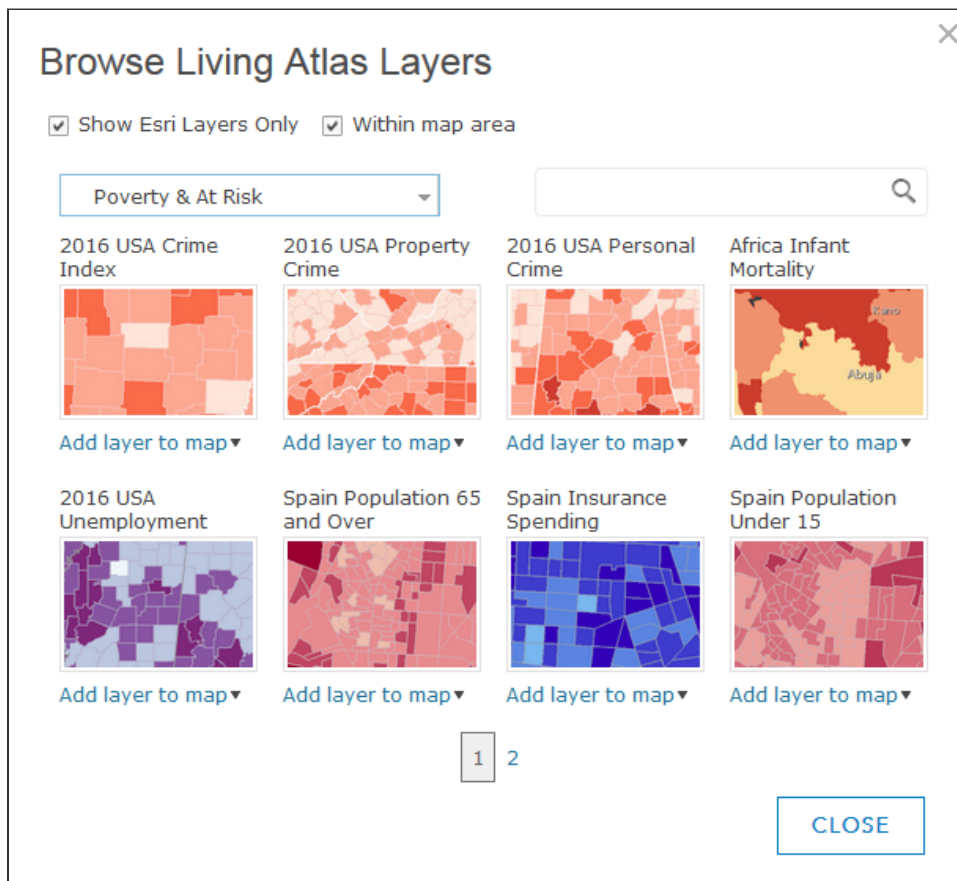 Browse Living Atlas Layers
Show Esri Layers Only Within map area
Poverty & At Risk
2016 USA Crime
Index
2016 USA Property
Crime
2016 USA Personal
Crime
Africa Infant
Mortality
Kano
Abuja
Add layer to map
Add layer to map
Add layer to map
Add layer to map
2016 USA
Unemployment
Spain Population 65
and Over
Spain Insurance
Spending
Spain Population
Under 15
Add layer to map
Add layer to map
Add layer to map
Add layer to map
1 2
CLOSE